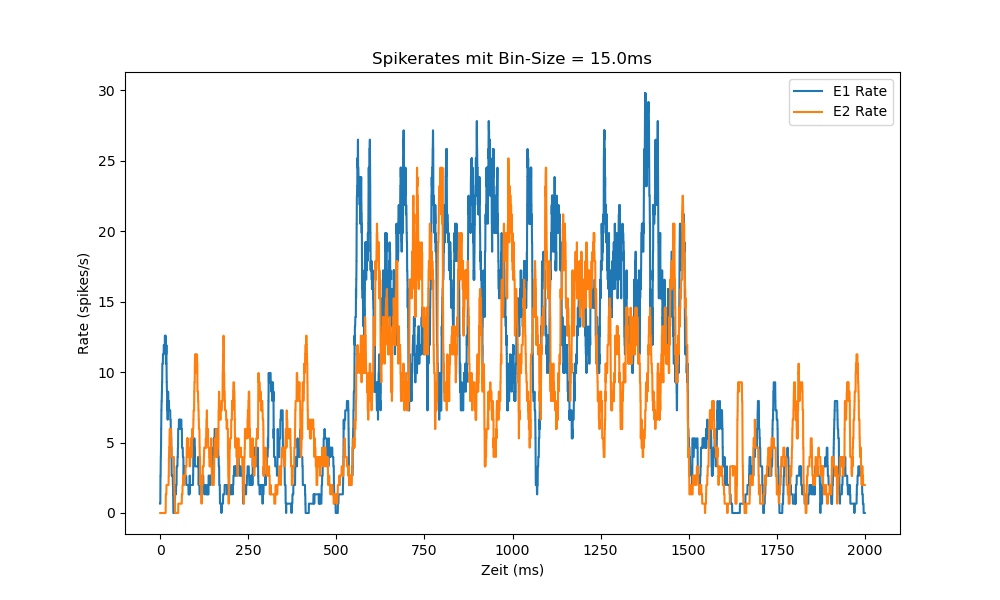 Spikerates mit Bin-Size = 15.0ms
E1 Rate
E2 Rate
30
25
20
15
10
5
0
Rate (spikes/s)
0 250 500 750 1000 1250 1500 1750 2000
Zeit (ms)